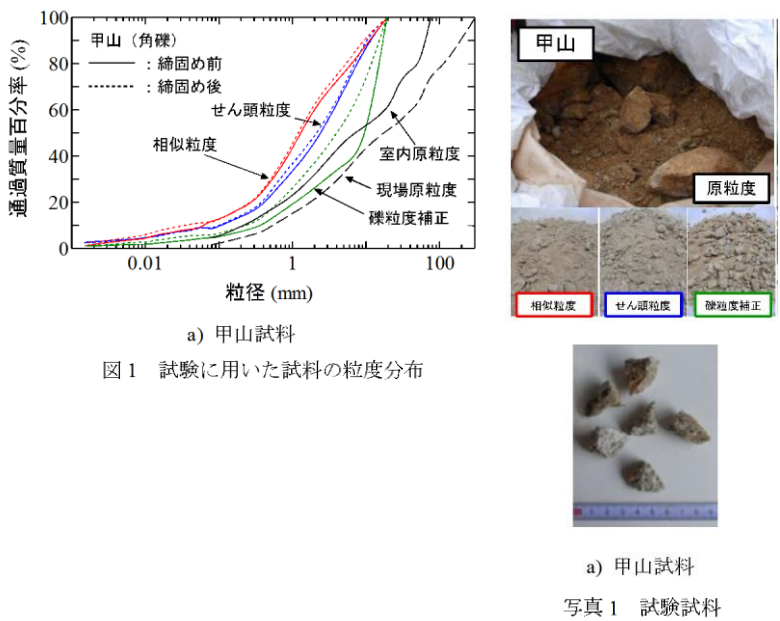 通過質量百分率 (%)
100
80
60
40
20
0
甲山（角礫）
：締固め前
：締固め後
せん頭粒度
相似粒度
室内原粒度
現場原粒度
礫粒度補正
0.01
1
100
粒径 (mm)
a) 甲山試料
図 1 試験に用いた試料の粒度分布
甲山
原粒度
相似粒度
せん頭粒度
礫粒度補正
a) 甲山試料
写真 1 試験試料